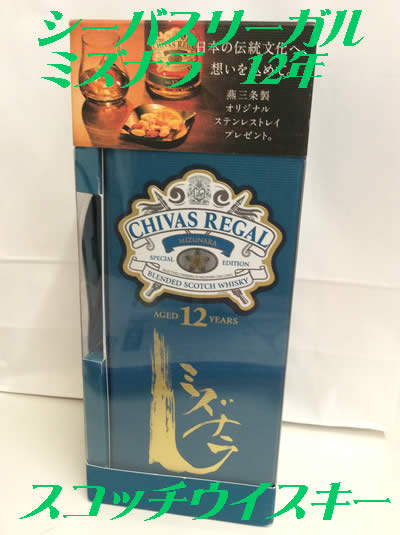 シーバスリーガル
ミズナラ　12年
日本の伝統文化へ、
想いを込めて。
燕三条製
オリジナル
ステンレストレイ
プレゼント。
CHIVAS REGAL
MIZUNARA
SPECIAL EDITION
BLENDED SCOTCH WHISKY
AGED 12 YEARS
ミズナラ
スコッチウイスキー